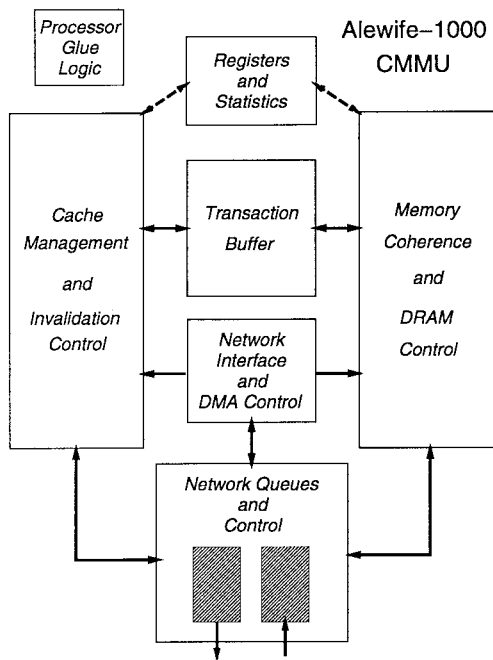 Processor
Glue
Logic
Alewife−1000
CMMU
Registers
and
Statistics
Cache
Management
and
Invalidation
Control
Transaction
Buffer
Memory
Coherence
and
DRAM
Control
Network
Interface
and
DMA Control
Network Queues
and
Control